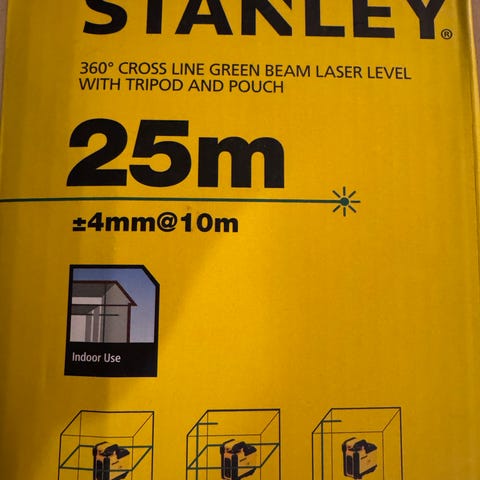 STANLEY®
360° CROSS LINE GREEN BEAM LASER LEVEL
WITH TRIPOD AND POUCH
25m
±4mm@10m
Indoor Use